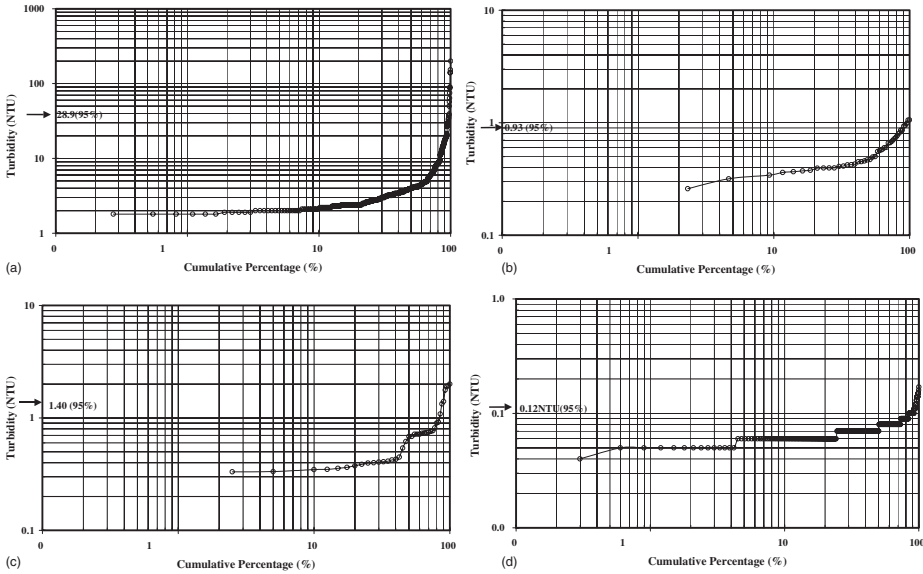 1000
100
10
1
Turbidity (NTU)
28.9(95%)
0
1
10
100
Cumulative Percentage (%)
(a)
10
1
0.1
Turbidity (NTU)
0.93 (95%)
0
1
10
100
Cumulative Percentage (%)
(b)
10
1
0.1
Turbidity (NTU)
1.40 (95%)
0
1
10
100
Cumulative Percentage (%)
(c)
1.0
0.1
0.0
Turbidity (NTU)
0.12NTU(95%)
0
1
10
100
Cumulative Percentage (%)
(d)